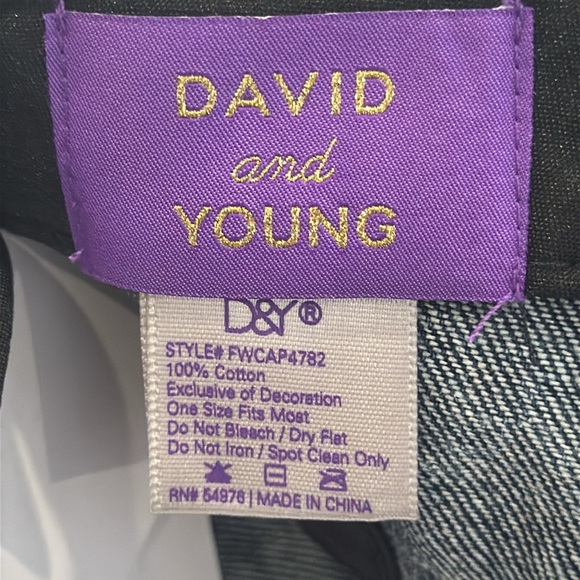 DAVID
and
YOUNG
D&Y®
STYLE# FWCAP4782
100% Cotton
Exclusive of Decoration
One Size Fits Most
Do Not Bleach / Dry Flat
Do Not Iron / Spot Clean Only
RN# 54976 | MADE IN CHINA